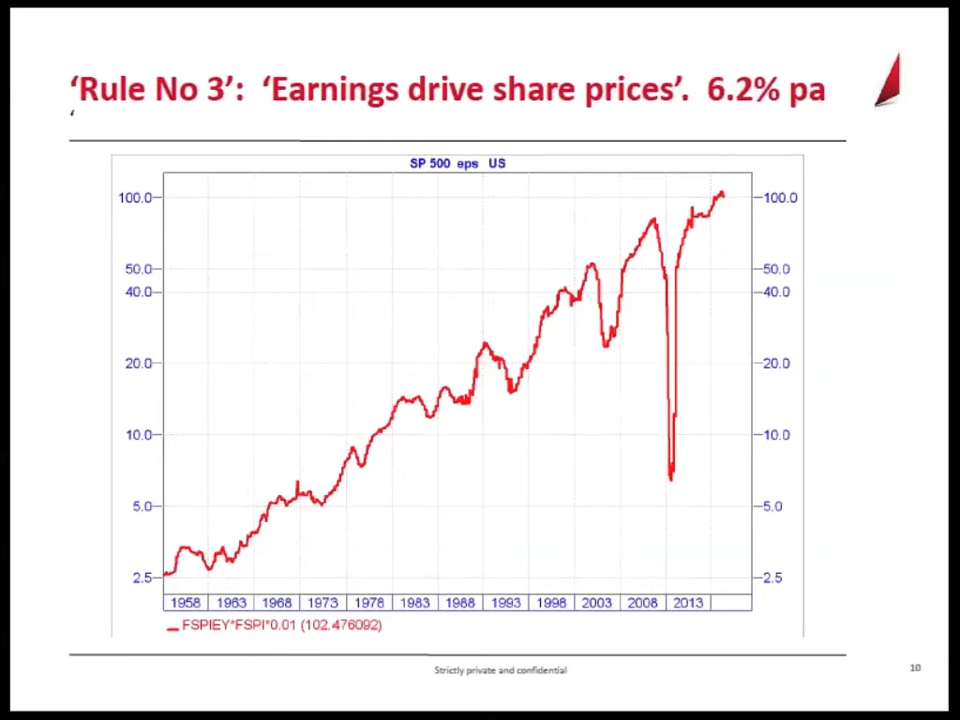 ‘Rule No 3’: ‘Earnings drive share prices’. 6.2% pa
‘
SP 500 eps US
100.0 100.0
50.0 50.0
40.0 40.0
20.0 20.0
10.0 10.0
5.0 5.0
2.5 2.5
1958 1963 1968 1973 1978 1983 1988 1993 1998 2003 2008 2013
FSPIEY*FSPI*0.01 (102.476092)
Strictly private and confidential
10